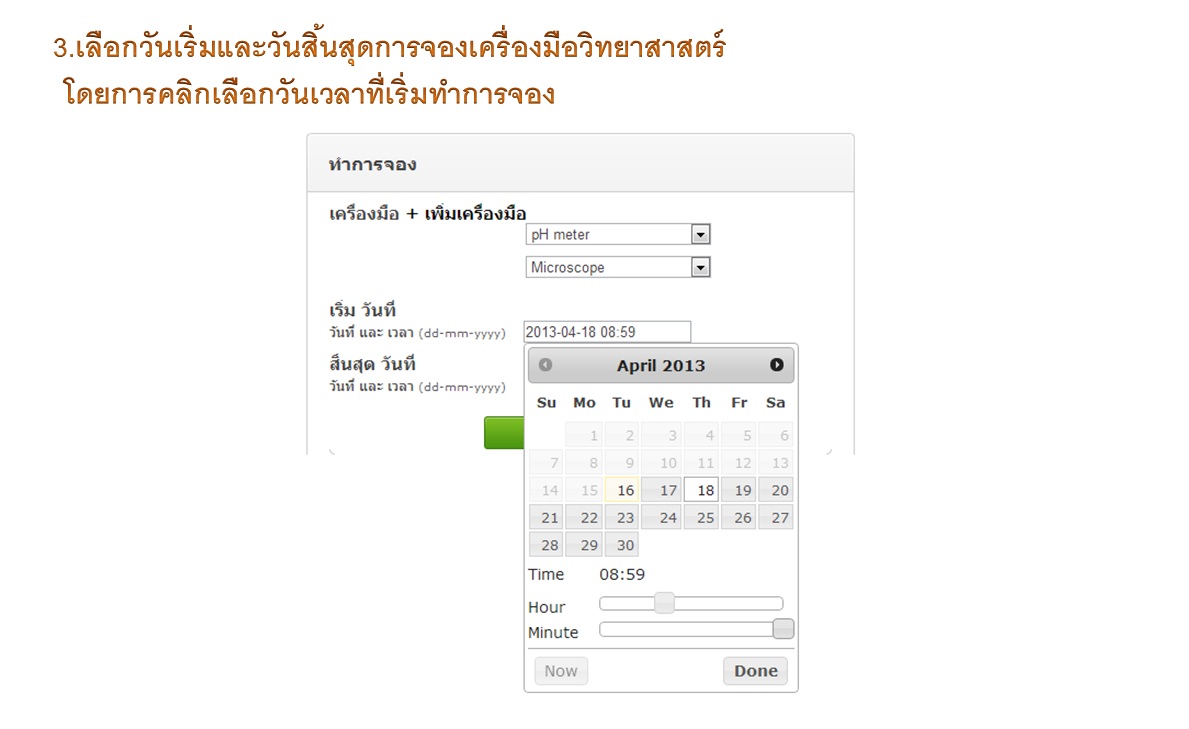 3.เลือกวันเริ่มและวันสิ้นสุดการจองเครื่องมือวิทยาสาสตร์
โดยการคลิกเลือกวันเวลาที่เริ่มทำการจอง
ทำการจอง
เครื่องมือ + เพิ่มเครื่องมือ
pH meter
Microscope
เริ่ม วันที่
วันที่ และ เวลา (dd-mm-yyyy) 2013-04-18 08:59
สิ้นสุด วันที่
วันที่ และ เวลา (dd-mm-yyyy)
April 2013
Su Mo Tu We Th Fr Sa
1 2 3 4 5 6
7 8 9 10 11 12 13
14 15 16 17 18 19 20
21 22 23 24 25 26 27
28 29 30
Time 08:59
Hour
Minute
Now Done